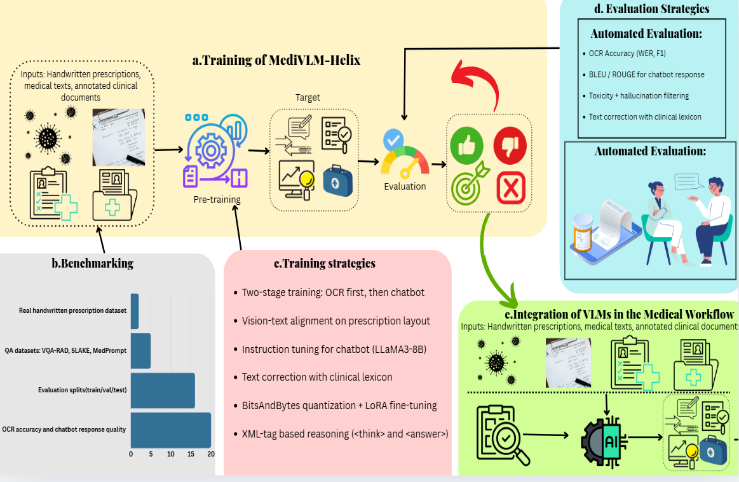 a.Training of MediVLM-Helix
Inputs: Handwritten prescriptions,
medical texts, annotated clinical
documents
Pre-training
Target
Evaluation
d. Evaluation Strategies
Automated Evaluation:
• OCR Accuracy (WER, F1)
• BLEU / ROUGE for chatbot response
• Toxicity + hallucination filtering
• Text correction with clinical lexicon
Automated Evaluation:
b.Benchmarking
Real handwritten prescription dataset
QA datasets: VQA-RAD, SLAKE, MedPrompt
Evaluation splits(train/val/test)
OCR accuracy and chatbot response quality
0 5 10 15 20
c.Training strategies
• Two-stage training: OCR first, then chatbot
• Vision-text alignment on prescription layout
• Instruction tuning for chatbot (LLaMA3-8B)
• Text correction with clinical lexicon
• BitsAndBytes quantization + LoRA fine-tuning
• XML-tag based reasoning (<think> and <answer>)
e.Integration of VLMs in the Medical Workflow
Inputs: Handwritten prescriptions, medical texts, annotated clinical document
AI